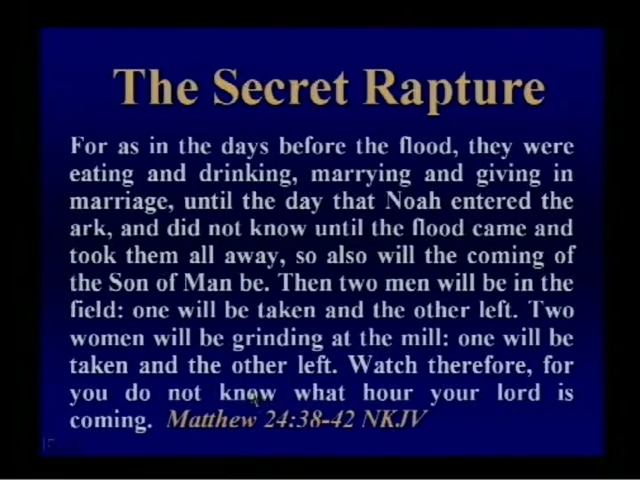 The Secret Rapture
For as in the days before the flood, they were
eating and drinking, marrying and giving in
marriage, until the day that Noah entered the
ark, and did not know until the flood came and
took them all away, so also will the coming of
the Son of Man be. Then two men will be in the
field: one will be taken and the other left. Two
women will be grinding at the mill: one will be
taken and the other left. Watch therefore, for
you do not know what hour your lord is
coming. Matthew 24:38-42 NKJV